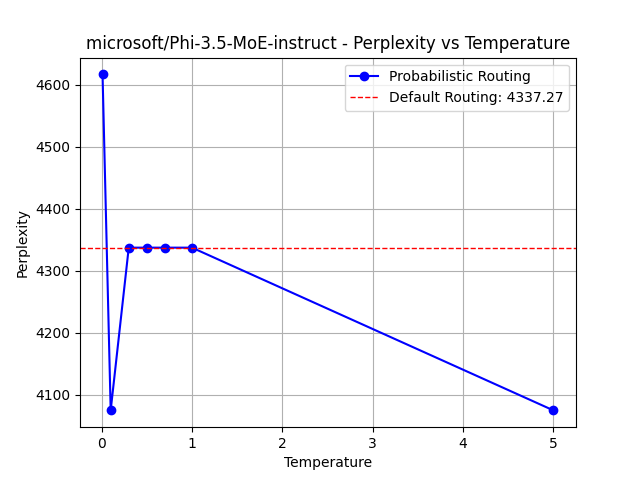 microsoft/Phi-3.5-MoE-instruct - Perplexity vs Temperature
Probabilistic Routing
Default Routing: 4337.27
Perplexity
4600
4500
4400
4300
4200
4100
0 1 2 3 4 5
Temperature